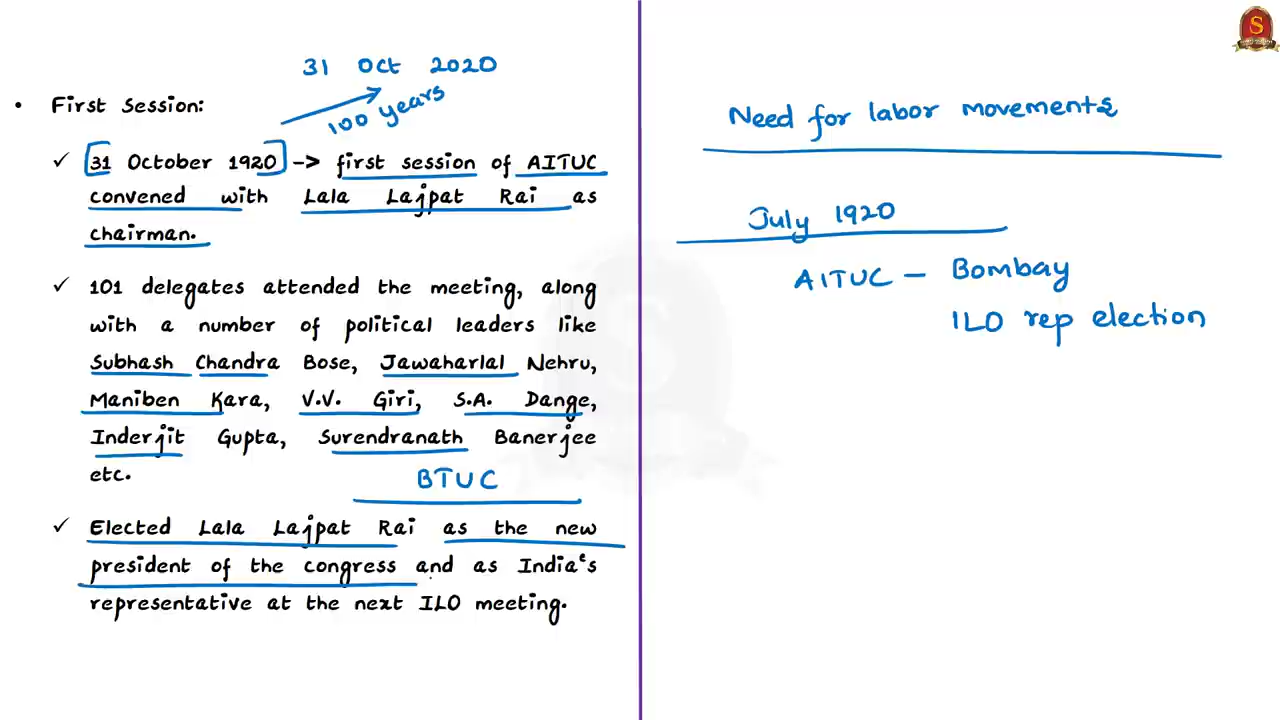 31 Oct 2020
100 years
• First Session:
✓ 31 October 1920 -> first session of AITUC
convened with Lala Lajpat Rai as
chairman.
✓ 101 delegates attended the meeting, along
with a number of political leaders like
Subhash Chandra Bose, Jawaharlal Nehru,
Maniben Kara, V.V. Giri, S.A. Dange,
Inderjit Gupta, Surendranath Banerjee
etc.
BTUC
✓ Elected Lala Lajpat Rai as the new
president of the congress and as India's
representative at the next ILO meeting.
Need for labor movements
July 1920
AITUC – Bombay
ILO rep election
S